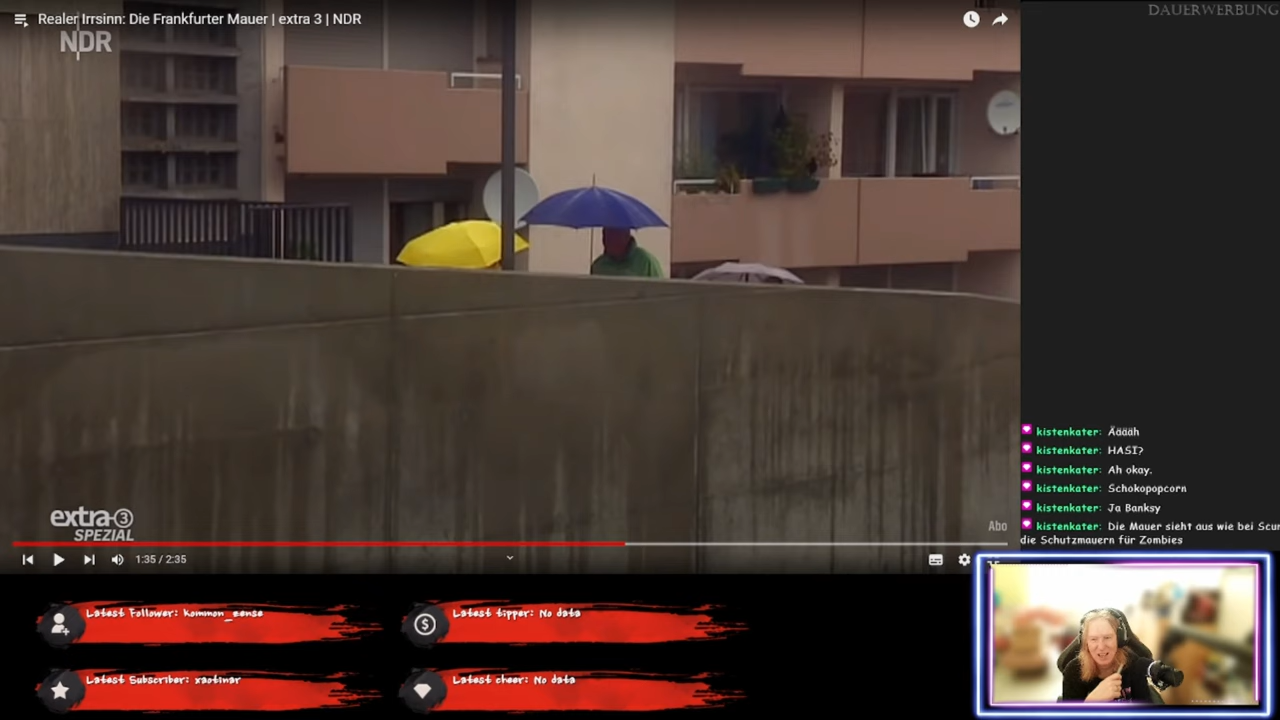 Realer Irrsinn: Die Frankfurter Mauer | extra 3 | NDR
DAUERWERBUNG
NDR
kistenkater: Ääääh
kistenkater: HASI?
kistenkater: Ah okay.
kistenkater: Schokopopcorn
kistenkater: Ja Banksy
kistenkater: Die Mauer sieht aus wie bei Scum
die Schutzmauern für Zombies
extra 3
SPEZIAL
Abo
1:35 / 2:35
Latest Follower: kommon_sense
Latest tipper: No data
Latest Subscriber: xaotinar
Latest cheer: No data